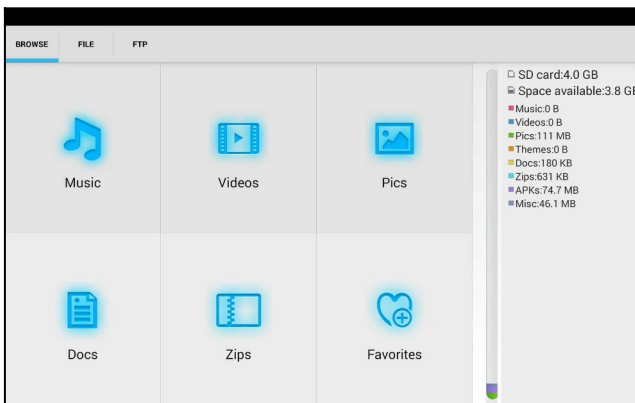 BROWSE FILE FTP
Music Videos Pics
Docs Zips Favorites
SD card:4.0 GB
Space available:3.8 GB
Music:0 B
Videos:0 B
Pics:111 MB
Themes:0 B
Docs:180 KB
Zips:631 KB
APKs:74.7 MB
Misc:46.1 MB